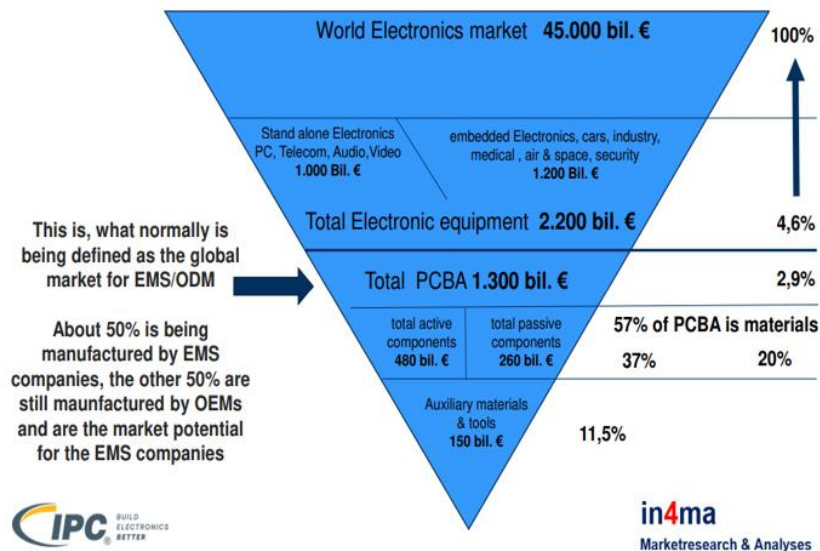 World Electronics market 45.000 bil. €
100%
Stand alone Electronics
PC, Telecom, Audio,Video
1.000 Bil. €
embedded Electronics, cars, industry,
medical , air & space, security
1.200 Bil. €
Total Electronic equipment 2.200 bil. €
4,6%
This is, what normally is
being defined as the global
market for EMS/ODM
Total PCBA 1.300 bil. €
2,9%
About 50% is being
manufactured by EMS
companies, the other 50% are
still maunfactured by OEMs
and are the market potential
for the EMS companies
total active
components
480 bil. €
total passive
components
260 bil. €
57% of PCBA is materials
37%
20%
Auxiliary materials
& tools
150 bil. €
11,5%
IPC®
BUILD
ELECTRONICS
BETTER
in4ma
Marketresearch & Analyses